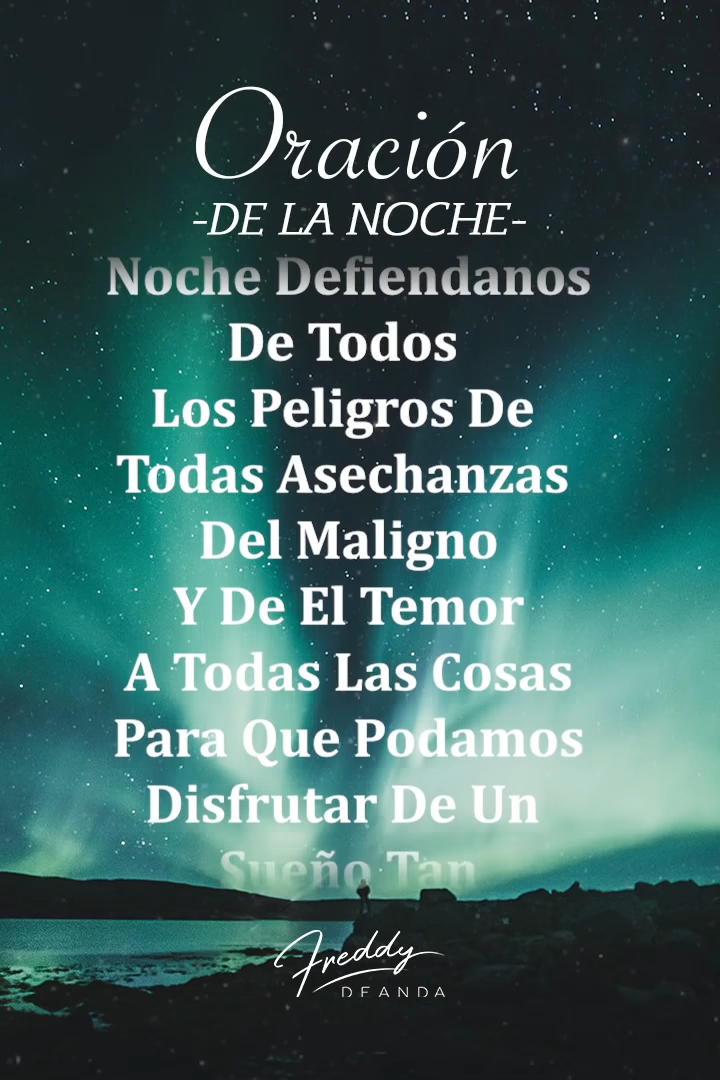 Oración
-DE LA NOCHE-
Noche Defiendanos
De Todos
Los Peligros De
Todas Asechanzas
Del Maligno
Y De El Temor
A Todas Las Cosas
Para Que Podamos
Disfrutar De Un
Sueño Tan
Freddy
DEANDA